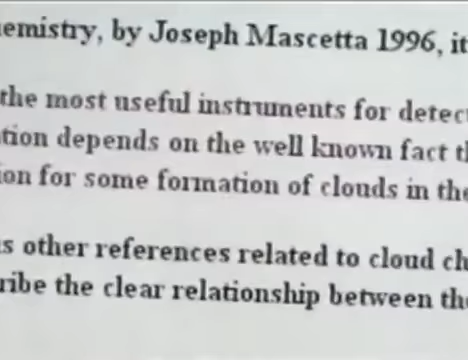 emistry, by Joseph Mascetta 1996, it
the most useful instruments for detec
tion depends on the well known fact th
ion for some formation of clouds in the
s other references related to cloud ch
ribe the clear relationship between the